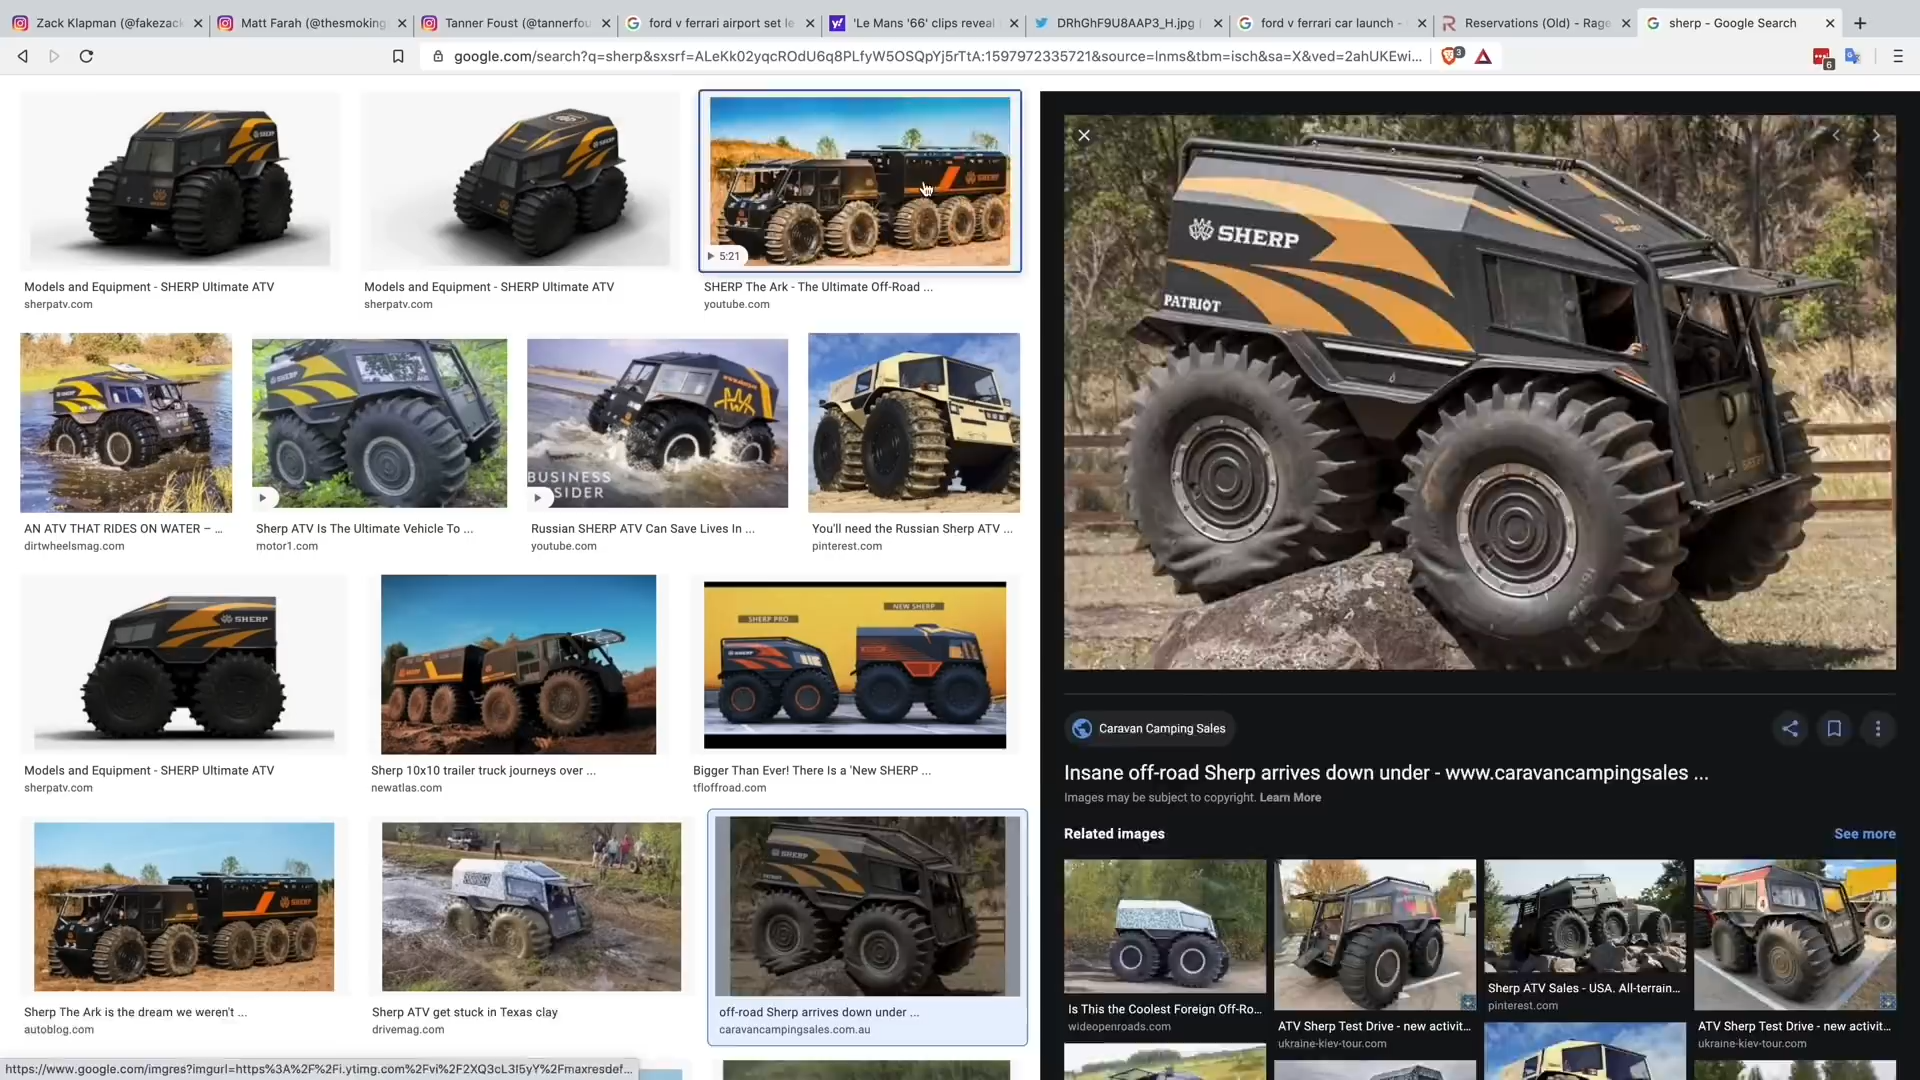 Zack Klapman (@fakezack
Matt Farah (@thesmoking
Tanner Foust (@tannerfou
ford v ferrari airport set le
'Le Mans '66' clips reveal
DRhGhF9U8AAP3_H.jpg
ford v ferrari car launch -
Reservations (Old) - Rage
sherp - Google Search
google.com/search?q=sherp&sxsrf=ALeKk02yqcROdU6q8PLfyW5OSQpYj5rTtA:1597972335721&source=lnms&tbm=isch&sa=X&ved=2ahUKEwi...
3
6
SHERP
5:21
Models and Equipment - SHERP Ultimate ATV
sherpatv.com
Models and Equipment - SHERP Ultimate ATV
sherpatv.com
SHERP The Ark - The Ultimate Off-Road ...
youtube.com
BUSINESS
SIDER
AN ATV THAT RIDES ON WATER – ...
dirtwheelsmag.com
Sherp ATV Is The Ultimate Vehicle To ...
motor1.com
Russian SHERP ATV Can Save Lives In ...
youtube.com
You'll need the Russian Sherp ATV ...
pinterest.com
SHERP
SHERP PRO
NEW SHERP
Models and Equipment - SHERP Ultimate ATV
sherpatv.com
Sherp 10x10 trailer truck journeys over ...
newatlas.com
Bigger Than Ever! There Is a 'New SHERP ...
tfloffroad.com
SHERP
SHERP
PATRIOT
Sherp The Ark is the dream we weren't ...
autoblog.com
Sherp ATV get stuck in Texas clay
drivemag.com
off-road Sherp arrives down under ...
caravancampingsales.com.au
https://www.google.com/imgres?imgurl=https%3A%2F%2Fi.ytimg.com%2Fvi%2F2XQ3cL3I5yY%2Fmaxresdef...
SHERP
PATRIOT
Caravan Camping Sales
Insane off-road Sherp arrives down under - www.caravancampingsales ...
Images may be subject to copyright. Learn More
Related images
See more
Is This the Coolest Foreign Off-Ro...
wideopenroads.com
ATV Sherp Test Drive - new activit...
ukraine-kiev-tour.com
Sherp ATV Sales - USA. All-terrain...
pinterest.com
ATV Sherp Test Drive - new activit...
ukraine-kiev-tour.com